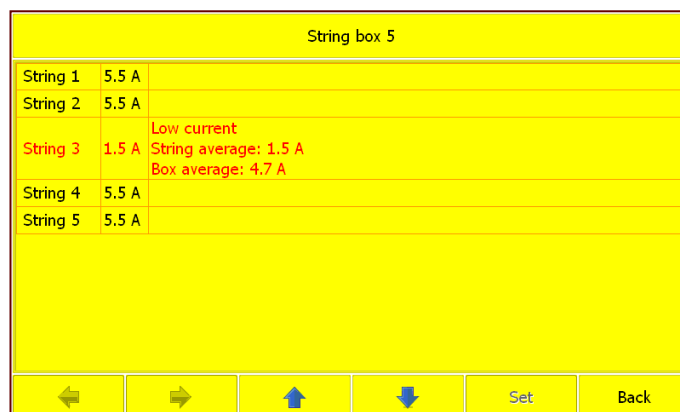 String box 5
String 1 5.5 A
String 2 5.5 A
String 3 1.5 A Low current
String average: 1.5 A
Box average: 4.7 A
String 4 5.5 A
String 5 5.5 A
Set Back